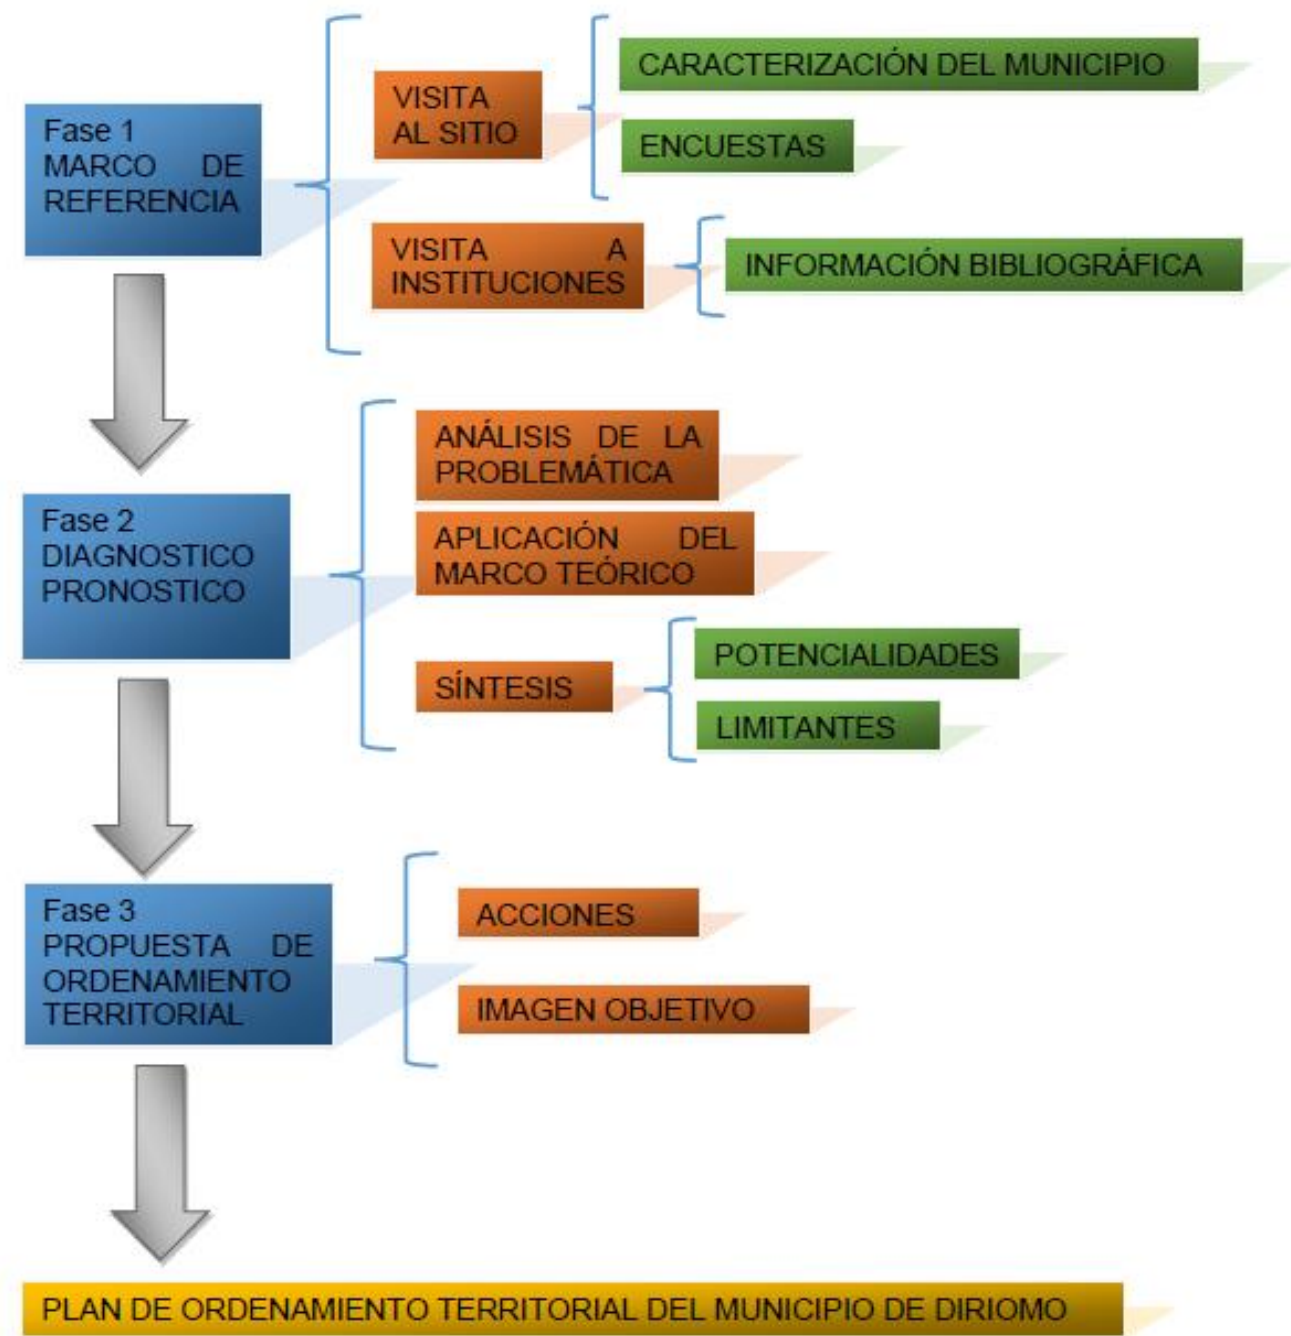 Fase 1
MARCO DE
REFERENCIA
VISITA
AL SITIO
CARACTERIZACIÓN DEL MUNICIPIO
ENCUESTAS
VISITA A
INSTITUCIONES
INFORMACIÓN BIBLIOGRÁFICA
Fase 2
DIAGNOSTICO
PRONOSTICO
ANÁLISIS DE LA
PROBLEMÁTICA
APLICACIÓN DEL
MARCO TEÓRICO
SÍNTESIS
POTENCIALIDADES
LIMITANTES
Fase 3
PROPUESTA DE
ORDENAMIENTO
TERRITORIAL
ACCIONES
IMAGEN OBJETIVO
PLAN DE ORDENAMIENTO TERRITORIAL DEL MUNICIPIO DE DIRIOMO